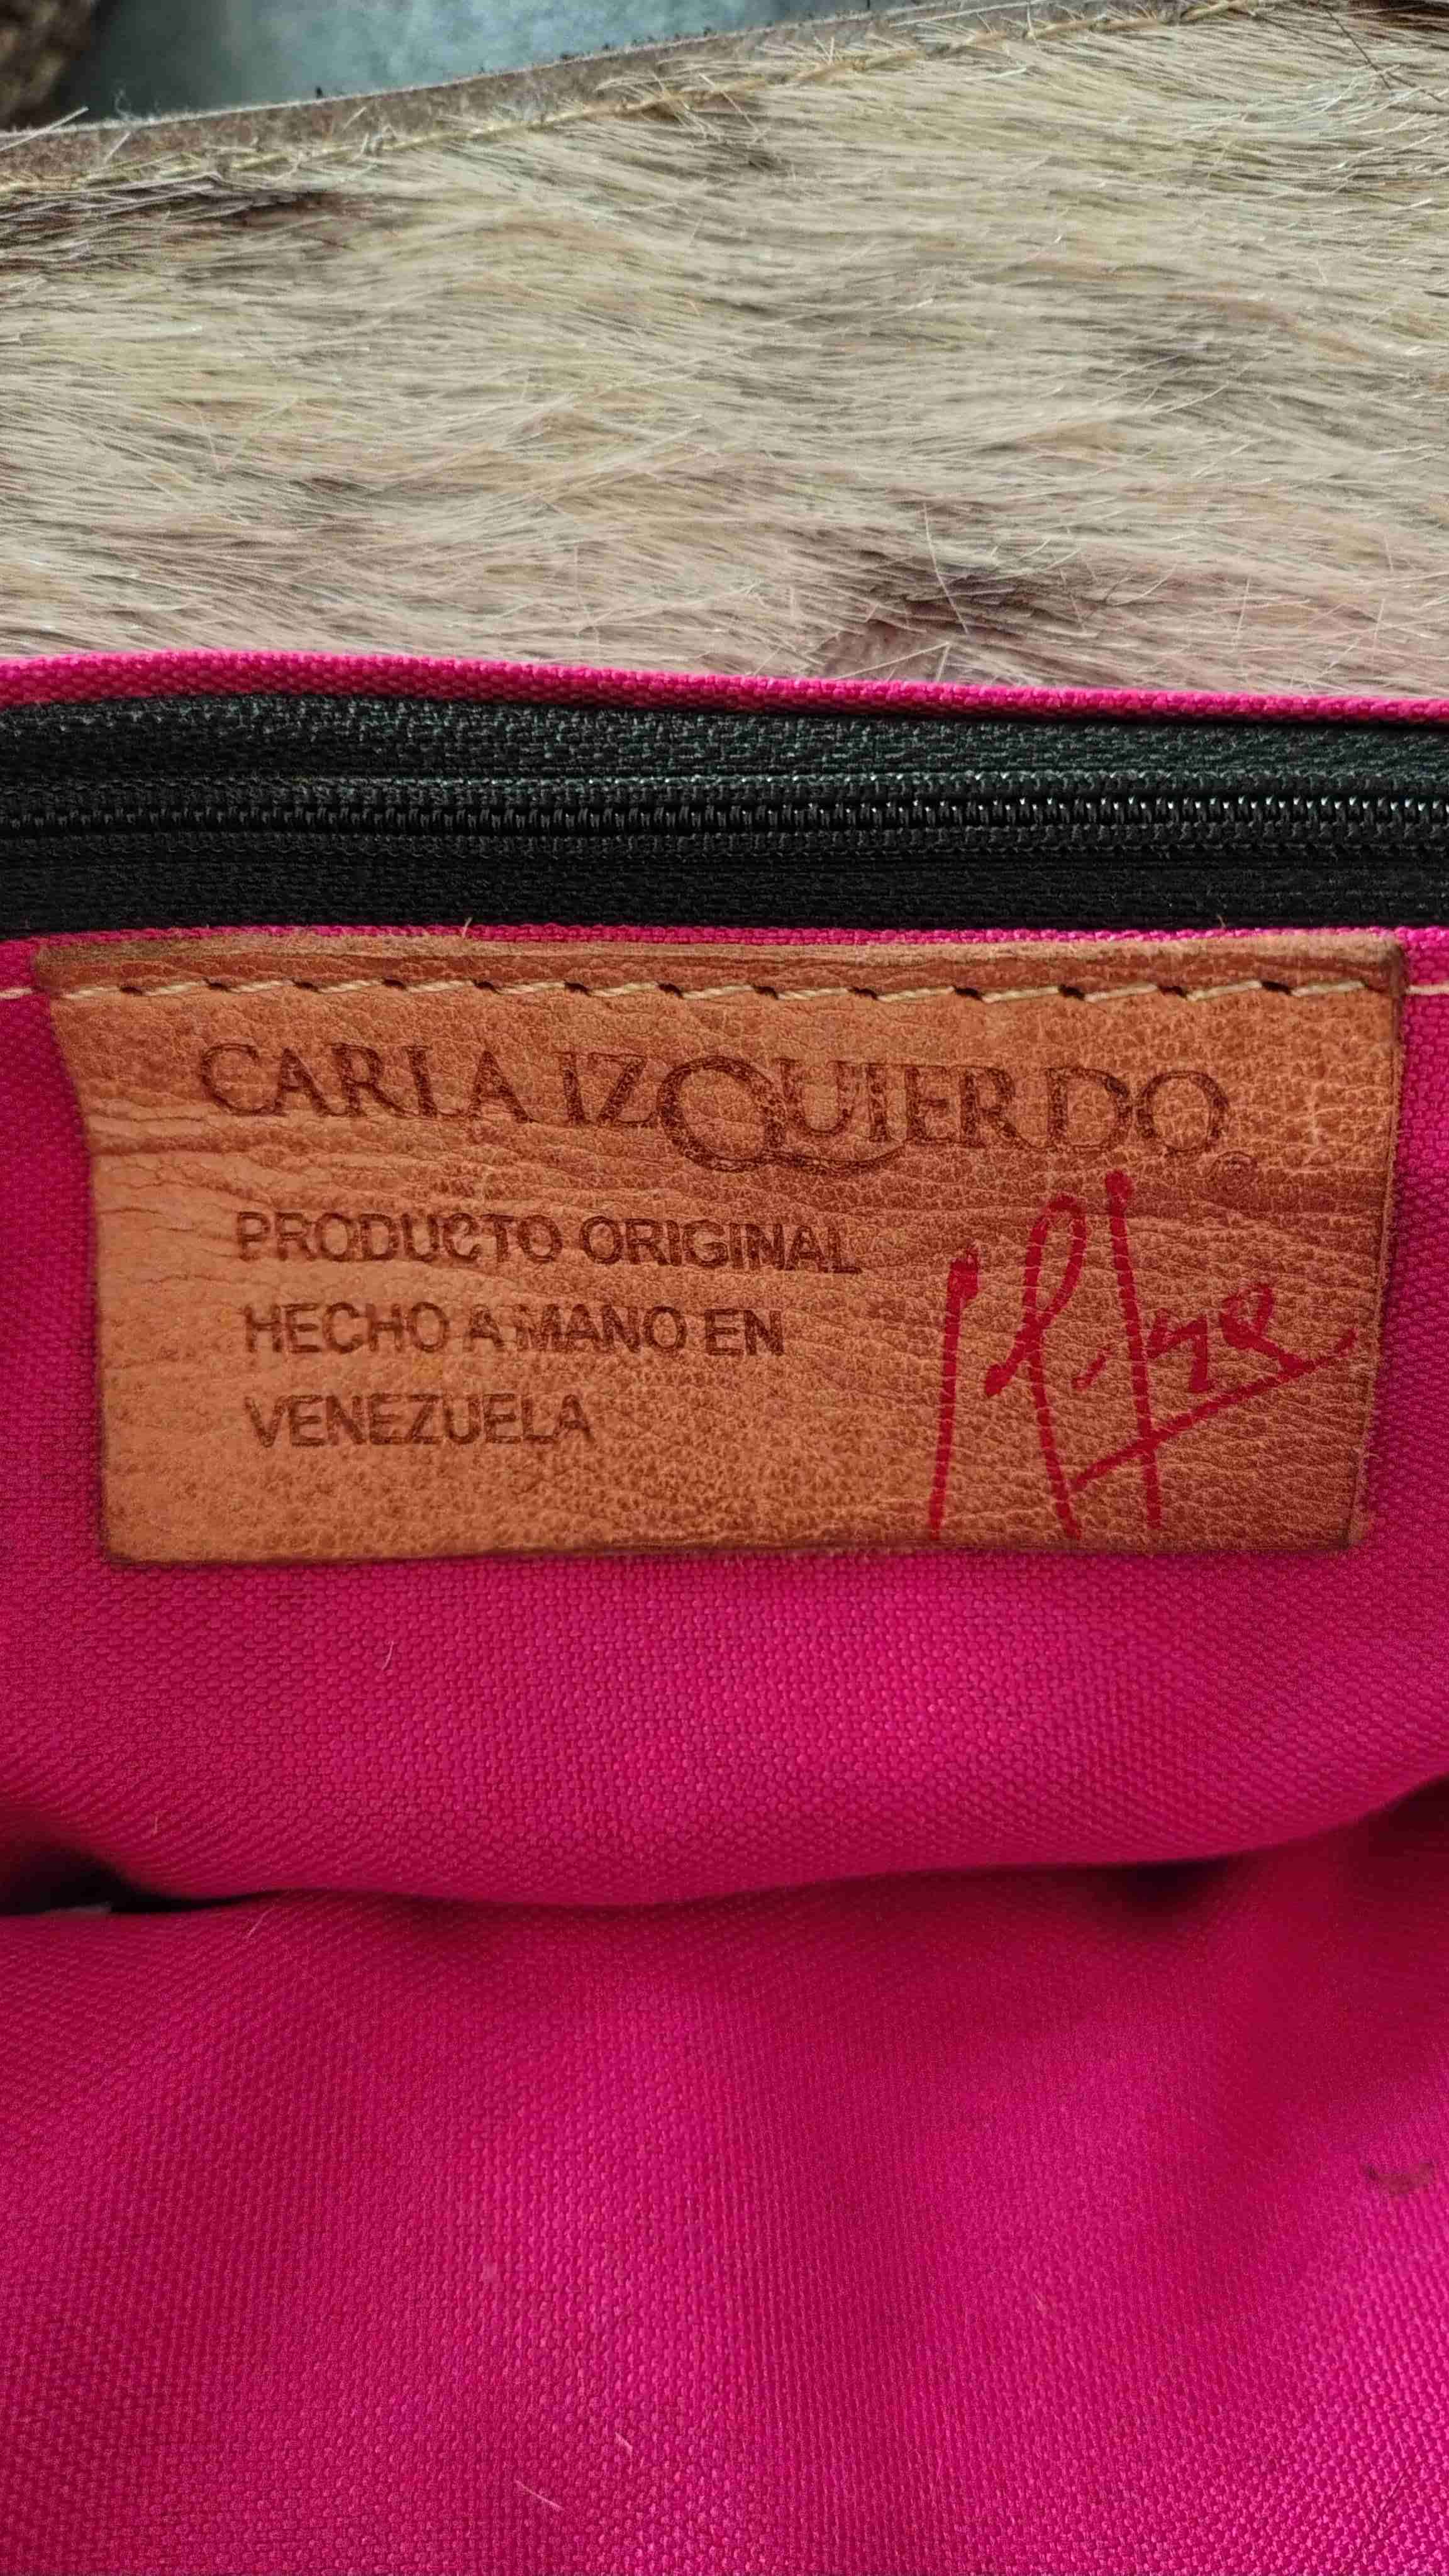 CARLA IZQUIERDO®
PRODUCTO ORIGINAL
HECHO A MANO EN
VENEZUELA